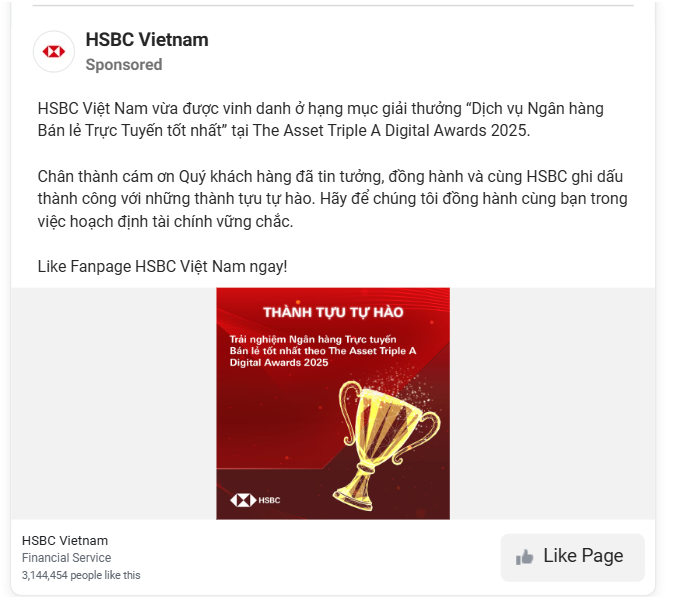 HSBC Vietnam
Sponsored
HSBC Việt Nam vừa được vinh danh ở hạng mục giải thưởng “Dịch vụ Ngân hàng
Bán lẻ Trực Tuyến tốt nhất” tại The Asset Triple A Digital Awards 2025.
Chân thành cám ơn Quý khách hàng đã tin tưởng, đồng hành và cùng HSBC ghi dấu
thành công với những thành tựu tự hào. Hãy để chúng tôi đồng hành cùng bạn trong
việc hoạch định tài chính vững chắc.
Like Fanpage HSBC Việt Nam ngay!
THÀNH TỰU TỰ HÀO
Trải nghiệm Ngân hàng Trực tuyến
Bán lẻ tốt nhất theo The Asset Triple A
Digital Awards 2025
HSBC
HSBC Vietnam
Financial Service
3,144,454 people like this
Like Page